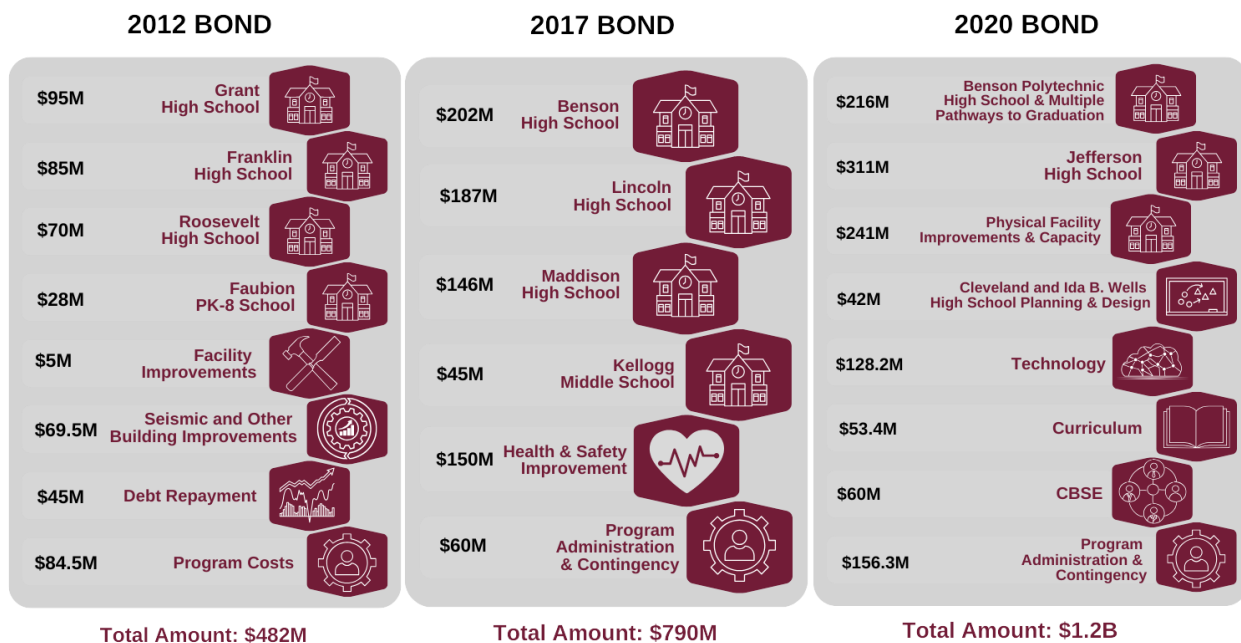 2012 BOND
$95M
Grant
High School
$85M
Franklin
High School
$70M
Roosevelt
High School
$28M
Faubion
PK-8 School
$5M
Facility
Improvements
$69.5M
Seismic and Other
Building Improvements
$45M
Debt Repayment
$84.5M
Program Costs
Total Amount: $482M
2017 BOND
$202M
Benson
High School
$187M
Lincoln
High School
$146M
Maddison
High School
$45M
Kellogg
Middle School
$150M
Health & Safety
Improvement
$60M
Program
Administration
& Contingency
Total Amount: $790M
2020 BOND
$216M
Benson Polytechnic
High School & Multiple
Pathways to Graduation
$311M
Jefferson
High School
$241M
Physical Facility
Improvements & Capacity
$42M
Cleveland and Ida B. Wells
High School Planning & Design
$128.2M
Technology
$53.4M
Curriculum
$60M
CBSE
$156.3M
Program
Administration &
Contingency
Total Amount: $1.2B